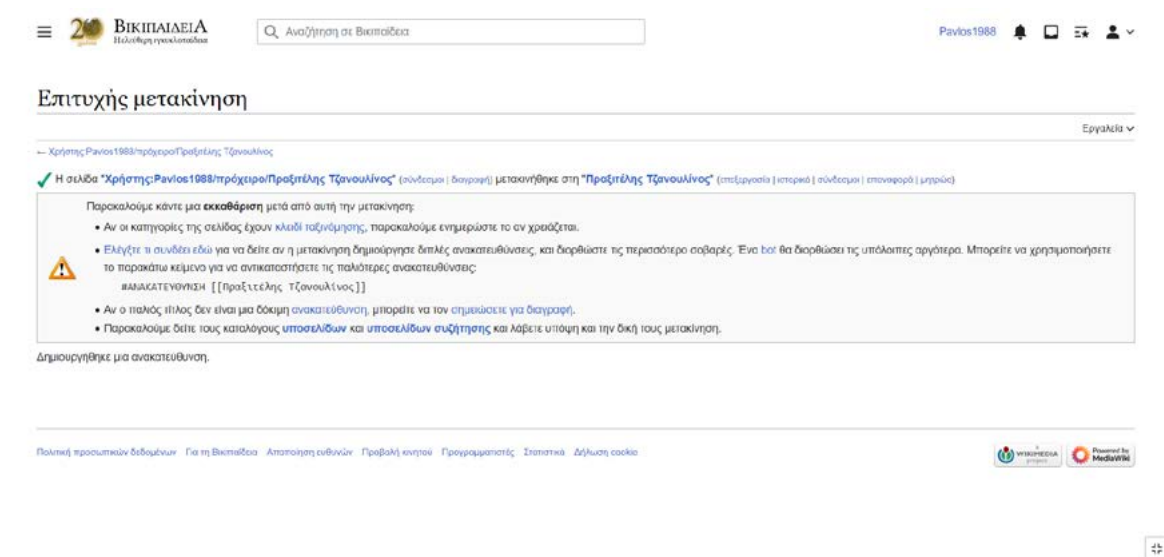 20 ΒΙΚΙΠΑΙΔΕΙΑ
Η ελεύθερη εγκυκλοπαίδεια
Αναζήτηση σε Βικιπαίδεια
Pavlos1988
Επιτυχής μετακίνηση
Εργαλεία
← Χρήστης:Pavlos1988/πρόχειρο/Πραξιτέλης Τζανουλίνος
Η σελίδα "Χρήστης:Pavlos1988/πρόχειρο/Πραξιτέλης Τζανουλίνος" (σύνδεσμοι | διαγραφή) μετακινήθηκε στη "Πραξιτέλης Τζανουλίνος" (επεξεργασία | ιστορικό | σύνδεσμοι | επαναφορά | μητρώο)
Παρακαλούμε κάντε μια εκκαθάριση μετά από αυτή την μετακίνηση:
• Αν οι κατηγορίες της σελίδας έχουν κλειδί ταξινόμησης, παρακαλούμε ενημερώστε το αν χρειάζεται.
• Ελέγξτε τι συνδέει εδώ για να δείτε αν η μετακίνηση δημιούργησε διπλές ανακατευθύνσεις, και διορθώστε τις περισσότερο σοβαρές. Ένα bot θα διορθώσει τις υπόλοιπες αργότερα. Μπορείτε να χρησιμοποιήσετε
το παρακάτω κείμενο για να αντικαταστήσετε τις παλιότερες ανακατευθύνσεις:
#ΑΝΑΚΑΤΕΥΘΥΝΣΗ [[Πραξιτέλης Τζανουλίνος]]
• Αν ο παλιός τίτλος δεν είναι μια δόκιμη ανακατεύθυνση, μπορείτε να τον σημειώσετε για διαγραφή.
• Παρακαλούμε δείτε τους καταλόγους υποσελίδων και υποσελίδων συζήτησης και λάβετε υπόψη και την δική τους μετακίνηση.
Δημιουργήθηκε μια ανακατεύθυνση.
Πολιτική προσωπικών δεδομένων Για τη Βικιπαίδεια Αποποίηση ευθυνών Προβολή κινητού Προγραμματιστές Στατιστικά Δήλωση cookie
A WIKIMEDIA project
Powered by MediaWiki